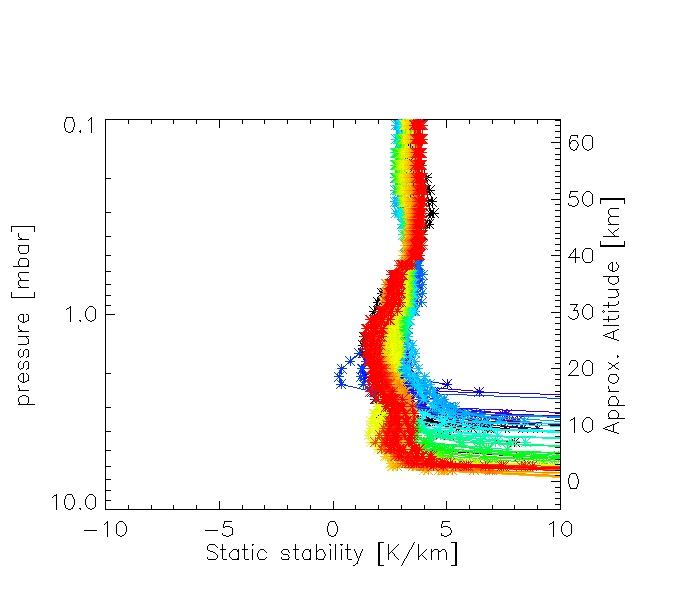 0.1
1.0
10.0
pressure [mbar]
60
50
40
30
20
10
0
Approx. Altitude [km]
-10 -5 0 5 10
Static stability [K/km]